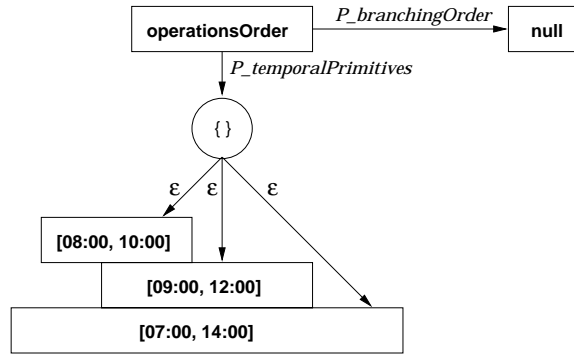 P_branchingOrder
operationsOrder
null
P_temporalPrimitives
{ }
ε ε ε
[08:00, 10:00]
[09:00, 12:00]
[07:00, 14:00]